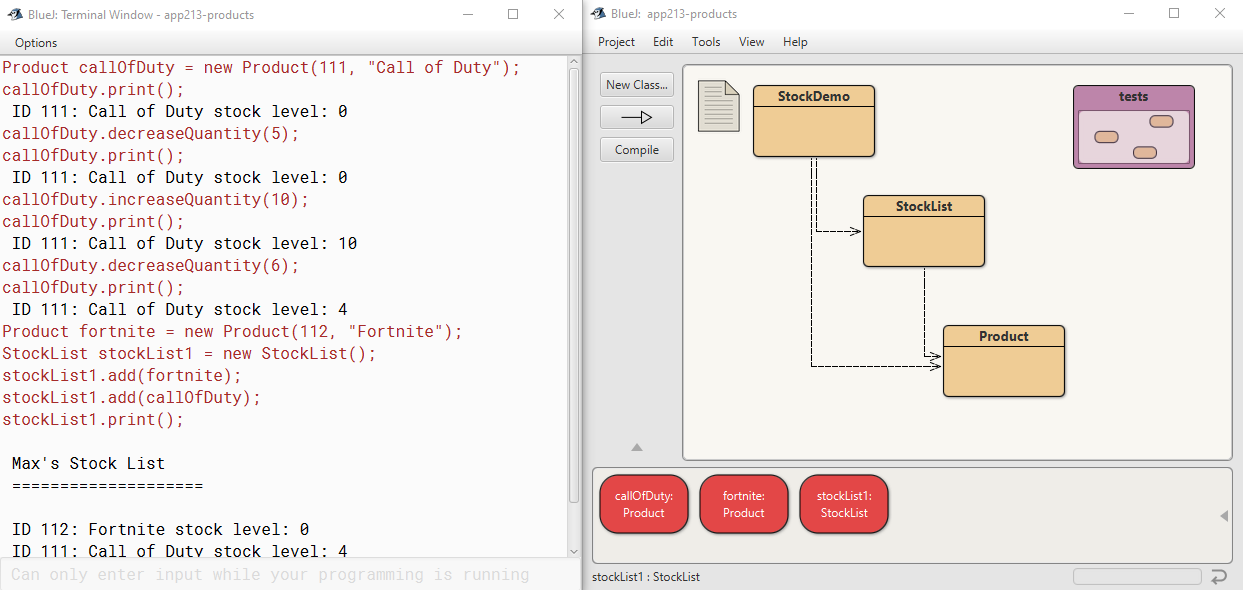 BlueJ: Terminal Window - app213-products
Options
Product callOfDuty = new Product(111, "Call of Duty");
callOfDuty.print();
ID 111: Call of Duty stock level: 0
callOfDuty.decreaseQuantity(5);
callOfDuty.print();
ID 111: Call of Duty stock level: 0
callOfDuty.increaseQuantity(10);
callOfDuty.print();
ID 111: Call of Duty stock level: 10
callOfDuty.decreaseQuantity(6);
callOfDuty.print();
ID 111: Call of Duty stock level: 4
Product fortnite = new Product(112, "Fortnite");
StockList stockList1 = new StockList();
stockList1.add(fortnite);
stockList1.add(callOfDuty);
stockList1.print();
Max's Stock List
====================
ID 112: Fortnite stock level: 0
ID 111: Call of Duty stock level: 4
Can only enter input while your programming is running
BlueJ: app213-products
Project Edit Tools View Help
New Class...
Compile
StockDemo
tests
StockList
Product
callOfDuty:
Product
fortnite:
Product
stockList1:
StockList
stockList1 : StockList